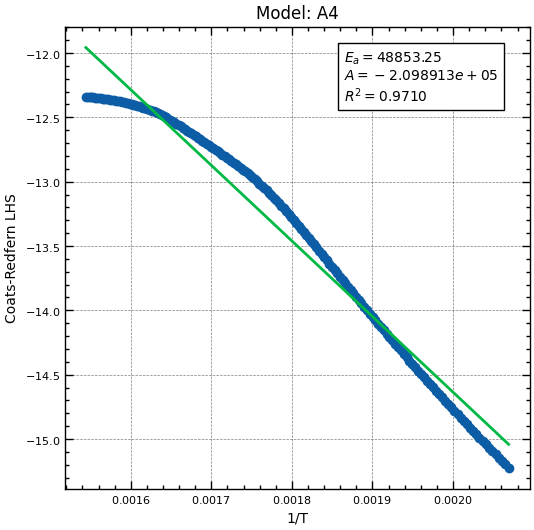 Model: A4
E_a = 48853.25
A = −2.098913e + 05
R² = 0.9710
−12.0
−12.5
−13.0
−13.5
−14.0
−14.5
−15.0
Coats-Redfern LHS
0.0016 0.0017 0.0018 0.0019 0.0020
1/T